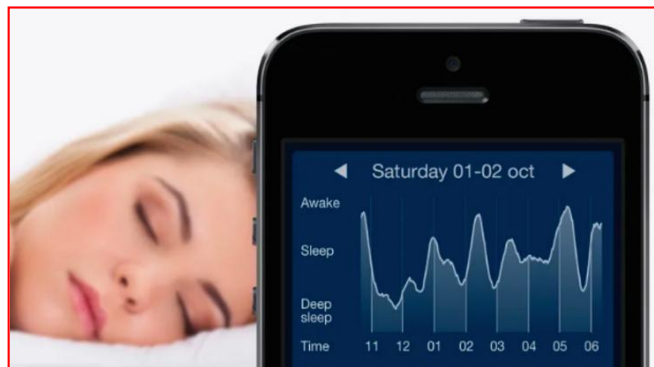 Saturday 01-02 oct
Awake
Sleep
Deep
sleep
Time 11 12 01 02 03 04 05 06